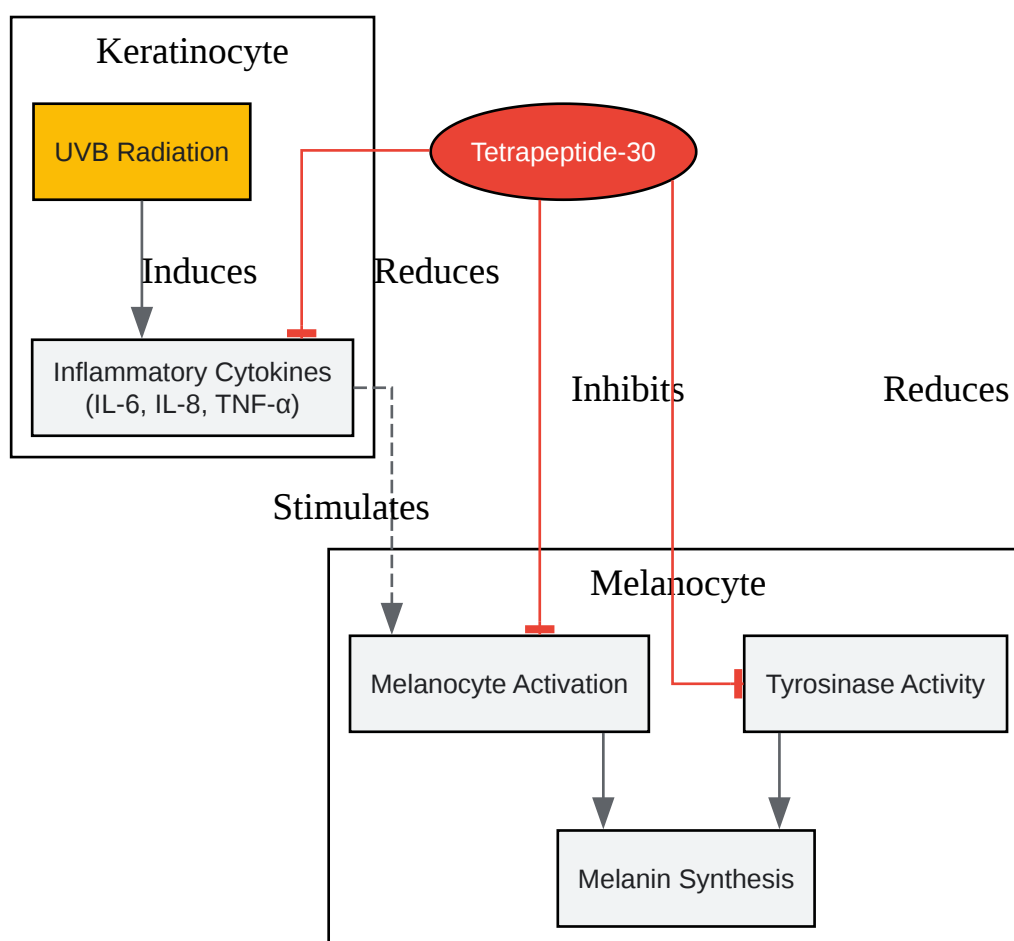 Keratinocyte
UVB Radiation
Tetrapeptide-30
Induces
Reduces
Inflammatory Cytokines
(IL-6, IL-8, TNF-α)
Inhibits
Reduces
Stimulates
Melanocyte
Melanocyte Activation
Tyrosinase Activity
Melanin Synthesis